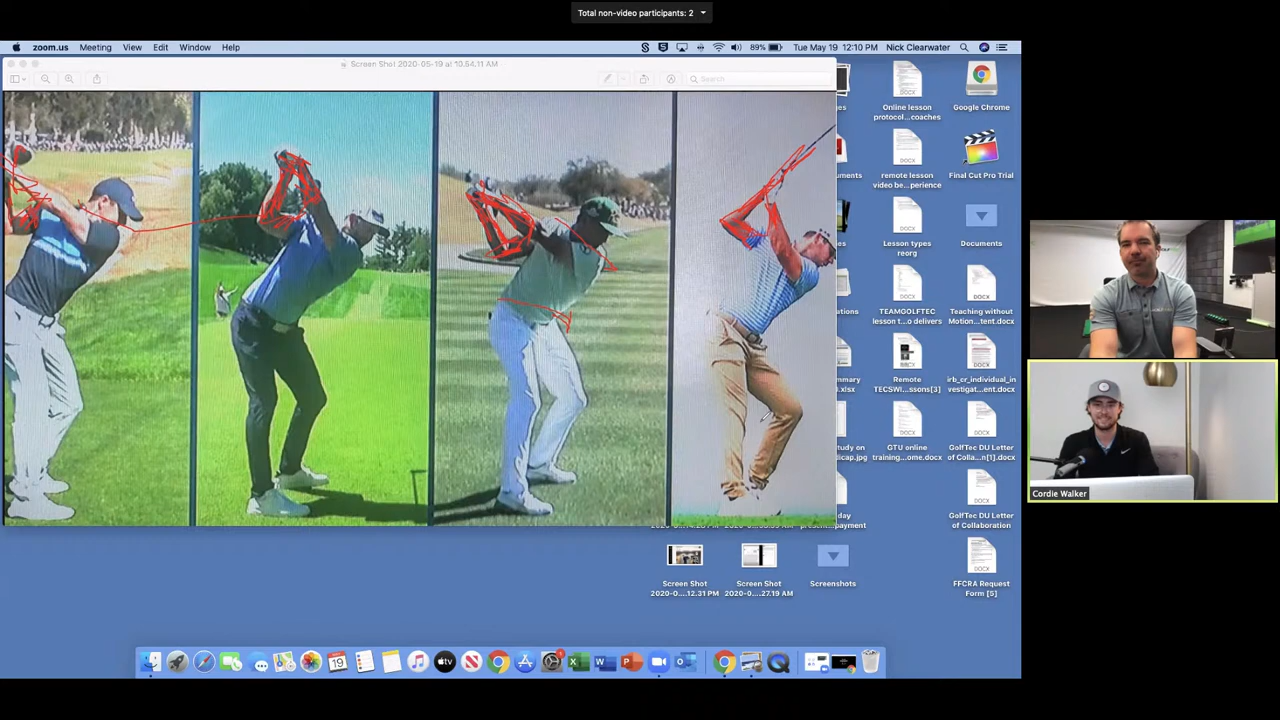 Total non-video participants: 2
zoom.us Meeting View Edit Window Help
89% Tue May 19 12:10 PM Nick Clearwater
Screen Shot 2020-05-19 at 10.54.11 AM
Search
Online lesson
protocol...coaches
Google Chrome
remote lesson
video be...perience
Final Cut Pro Trial
Lesson types
reorg
Documents
TEAMGOLFTEC
lesson t...o delivers
Teaching without
Motion...tent.docx
Remote
TECSWI...ssons[3]
irb_cr_individual_in
vestigat...ent.docx
GTU online
training...ome.docx
GolfTec DU Letter
of Colla...n[1].docx
GolfTec DU Letter
of Collaboration
Screen Shot
2020-0....12.31 PM
Screen Shot
2020-0....27.19 AM
Screenshots
FFCRA Request
Form [5]
Cordie Walker
19
tv